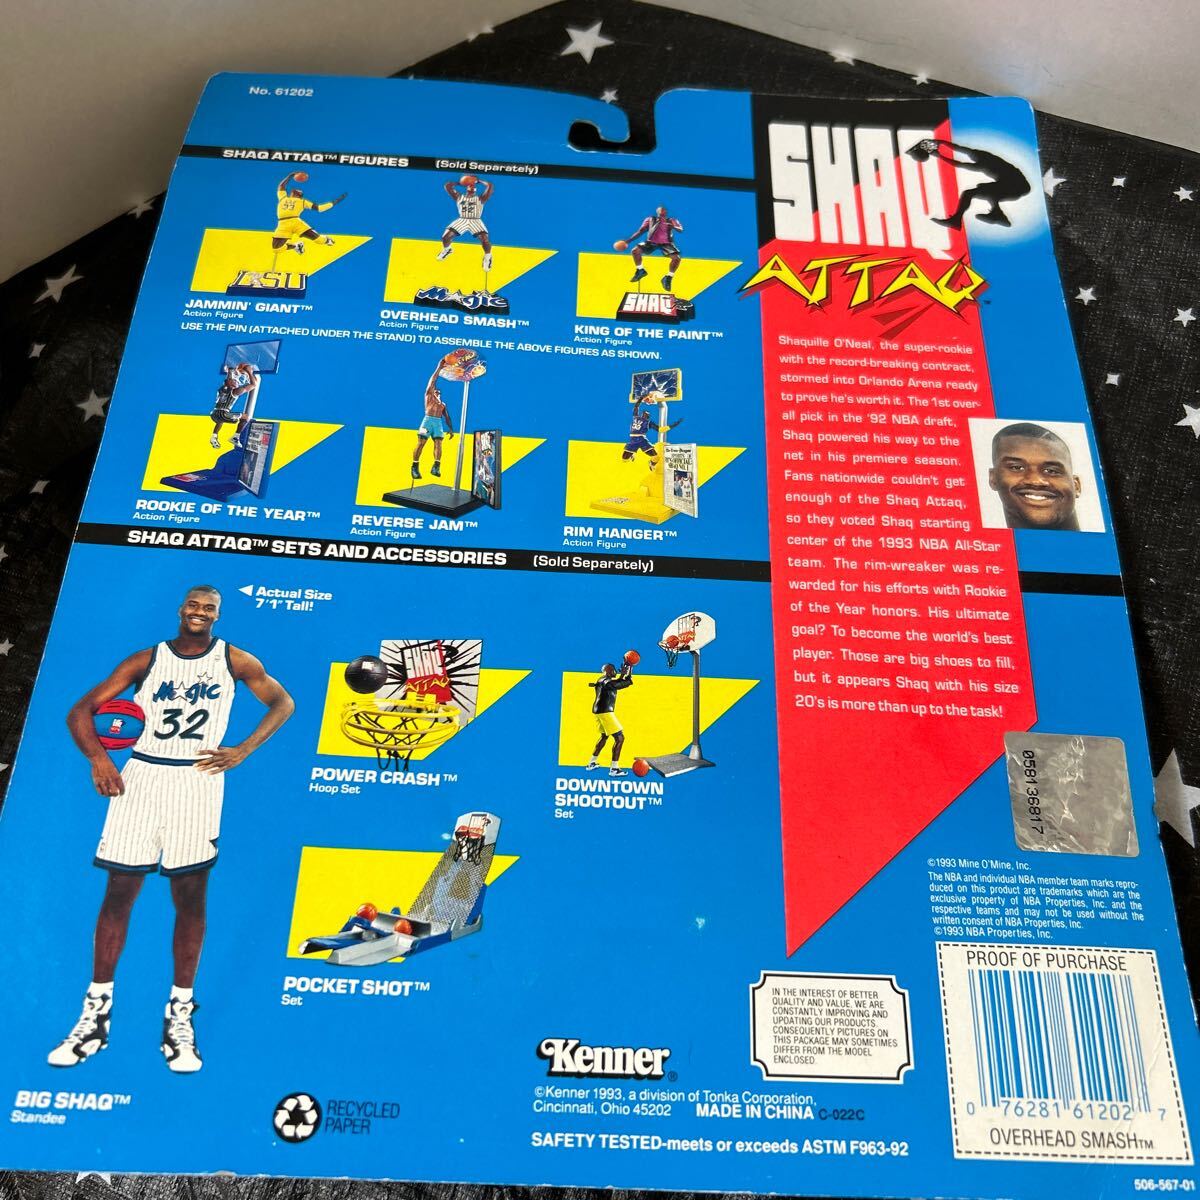 No. 61202
SHAQ ATTAQ™ FIGURES (Sold Separately)
LSU
JAMMIN' GIANT™
Action Figure
Magic
OVERHEAD SMASH™
Action Figure
SHAQ
KING OF THE PAINT™
Action Figure
USE THE PIN (ATTACHED UNDER THE STAND) TO ASSEMBLE THE ABOVE FIGURES AS SHOWN.
ROOKIE OF THE YEAR™
Action Figure
REVERSE JAM™
Action Figure
RIM HANGER™
Action Figure
SHAQ ATTAQ™ SETS AND ACCESSORIES (Sold Separately)
◀ Actual Size
7'1" Tall!
Magic
32
BIG SHAQ™
Standee
SHAQ
ATTAQ
POWER CRASH™
Hoop Set
DOWNTOWN
SHOOTOUT™
Set
POCKET SHOT™
Set
RECYCLED
PAPER
SHAQ
ATTAQ™
Shaquille O'Neal, the super-rookie
with the record-breaking contract,
stormed into Orlando Arena ready
to prove he's worth it. The 1st over-
all pick in the '92 NBA draft,
Shaq powered his way to the
net in his premiere season.
Fans nationwide couldn't get
enough of the Shaq Attaq,
so they voted Shaq starting
center of the 1993 NBA All-Star
team. The rim-wreaker was re-
warded for his efforts with Rookie
of the Year honors. His ultimate
goal? To become the world's best
player. Those are big shoes to fill,
but it appears Shaq with his size
20's is more than up to the task!
058136817
©1993 Mine O'Mine, Inc.
The NBA and individual NBA member team marks repro-
duced on this product are trademarks which are the
exclusive property of NBA Properties, Inc. and the
respective teams and may not be used without the
written consent of NBA Properties, Inc.
©1993 NBA Properties, Inc.
IN THE INTEREST OF BETTER
QUALITY AND VALUE, WE ARE
CONSTANTLY IMPROVING AND
UPDATING OUR PRODUCTS.
CONSEQUENTLY PICTURES ON
THIS PACKAGE MAY SOMETIMES
DIFFER FROM THE MODEL
ENCLOSED.
PROOF OF PURCHASE
0 76281 61202 7
OVERHEAD SMASH™
Kenner®
©Kenner 1993, a division of Tonka Corporation,
Cincinnati, Ohio 45202 MADE IN CHINA C-022C
SAFETY TESTED-meets or exceeds ASTM F963-92
506-567-01